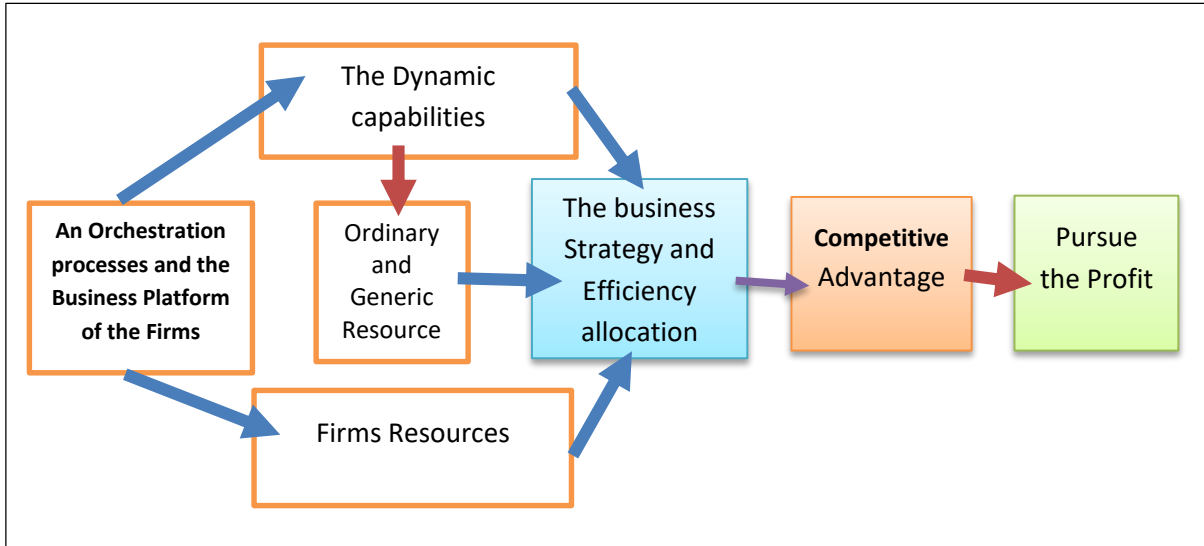 The Dynamic
capabilities
An Orchestration
processes and the
Business Platform
of the Firms
Ordinary
and
Generic
Resource
The business
Strategy and
Efficiency
allocation
Competitive
Advantage
Pursue
the Profit
Firms Resources